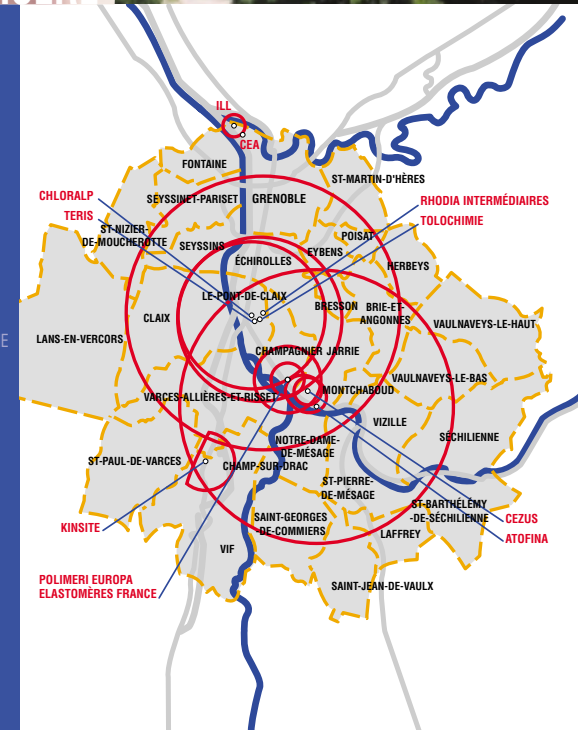 ILL
CEA
FONTAINE
ST-MARTIN-D'HÈRES
CHLORALP
SEYSSINET-PARISET
GRENOBLE
RHODIA INTERMÉDIAIRES
TERIS
TOLOCHIMIE
ST-NIZIER-
DE-MOUCHEROTTE
SEYSSINS
POISAT
EYBENS
ÉCHIROLLES
HERBEYS
LE-PONT-DE-CLAIX
BRESSON
BRIE-ET-
ANGONNES
CLAIX
VAULNAVEYS-LE-HAUT
E
LANS-EN-VERCORS
CHAMPAGNIER
JARRIE
VAULNAVEYS-LE-BAS
VARCES-ALLIÈRES-ET-RISSET
MONTCHABOUD
VIZILLE
SÉCHILIENNE
NOTRE-DAME-
DE-MÉSAGE
ST-PAUL-DE-VARCES
CHAMP-SUR-DRAC
ST-PIERRE-
DE-MÉSAGE
ST-BARTHÉLÉMY
-DE-SÉCHILIENNE
SAINT-GEORGES
-DE-COMMIERS
CEZUS
KINSITE
LAFFREY
ATOFINA
VIF
POLIMERI EUROPA
ELASTOMÈRES FRANCE
SAINT-JEAN-DE-VAULX